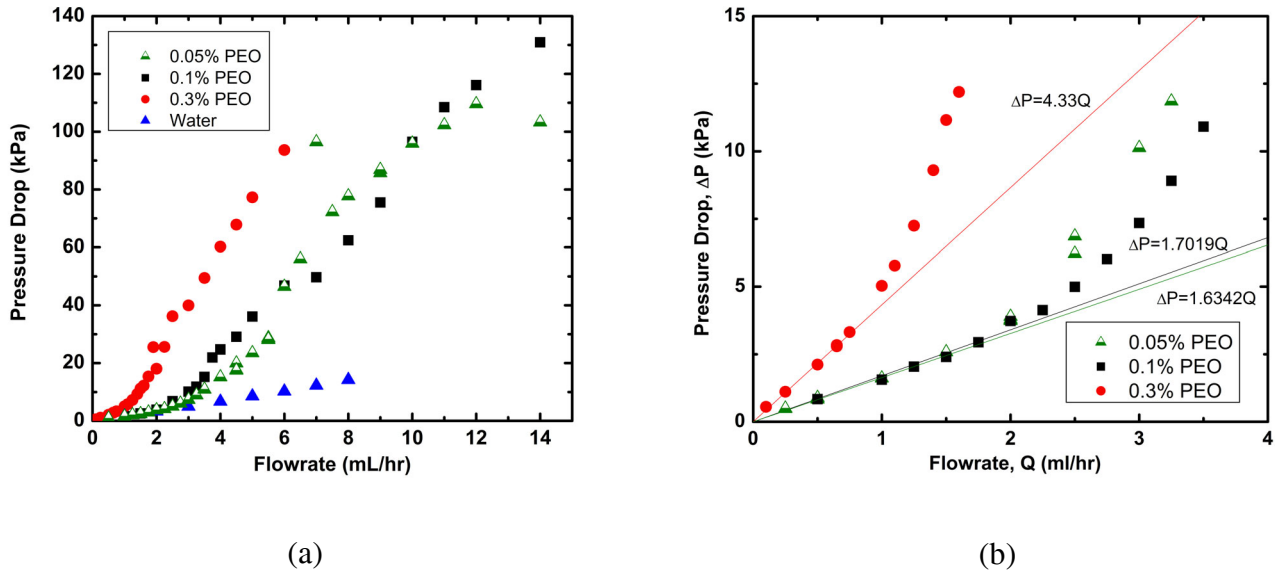 140
120
100
80
60
40
20
0
0 2 4 6 8 10 12 14
Pressure Drop (kPa)
Flowrate (mL/hr)
0.05% PEO
0.1% PEO
0.3% PEO
Water
(a)
15
10
5
0
0 1 2 3 4
Pressure Drop, ΔP (kPa)
Flowrate, Q (ml/hr)
ΔP=4.33Q
ΔP=1.7019Q
ΔP=1.6342Q
0.05% PEO
0.1% PEO
0.3% PEO
(b)